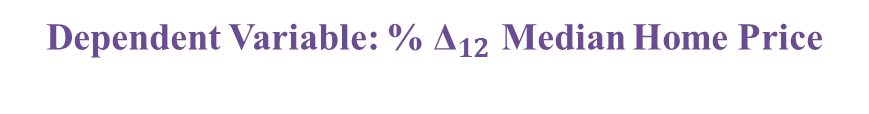 Dependent Variable: % Δ₁₂ Median Home Price